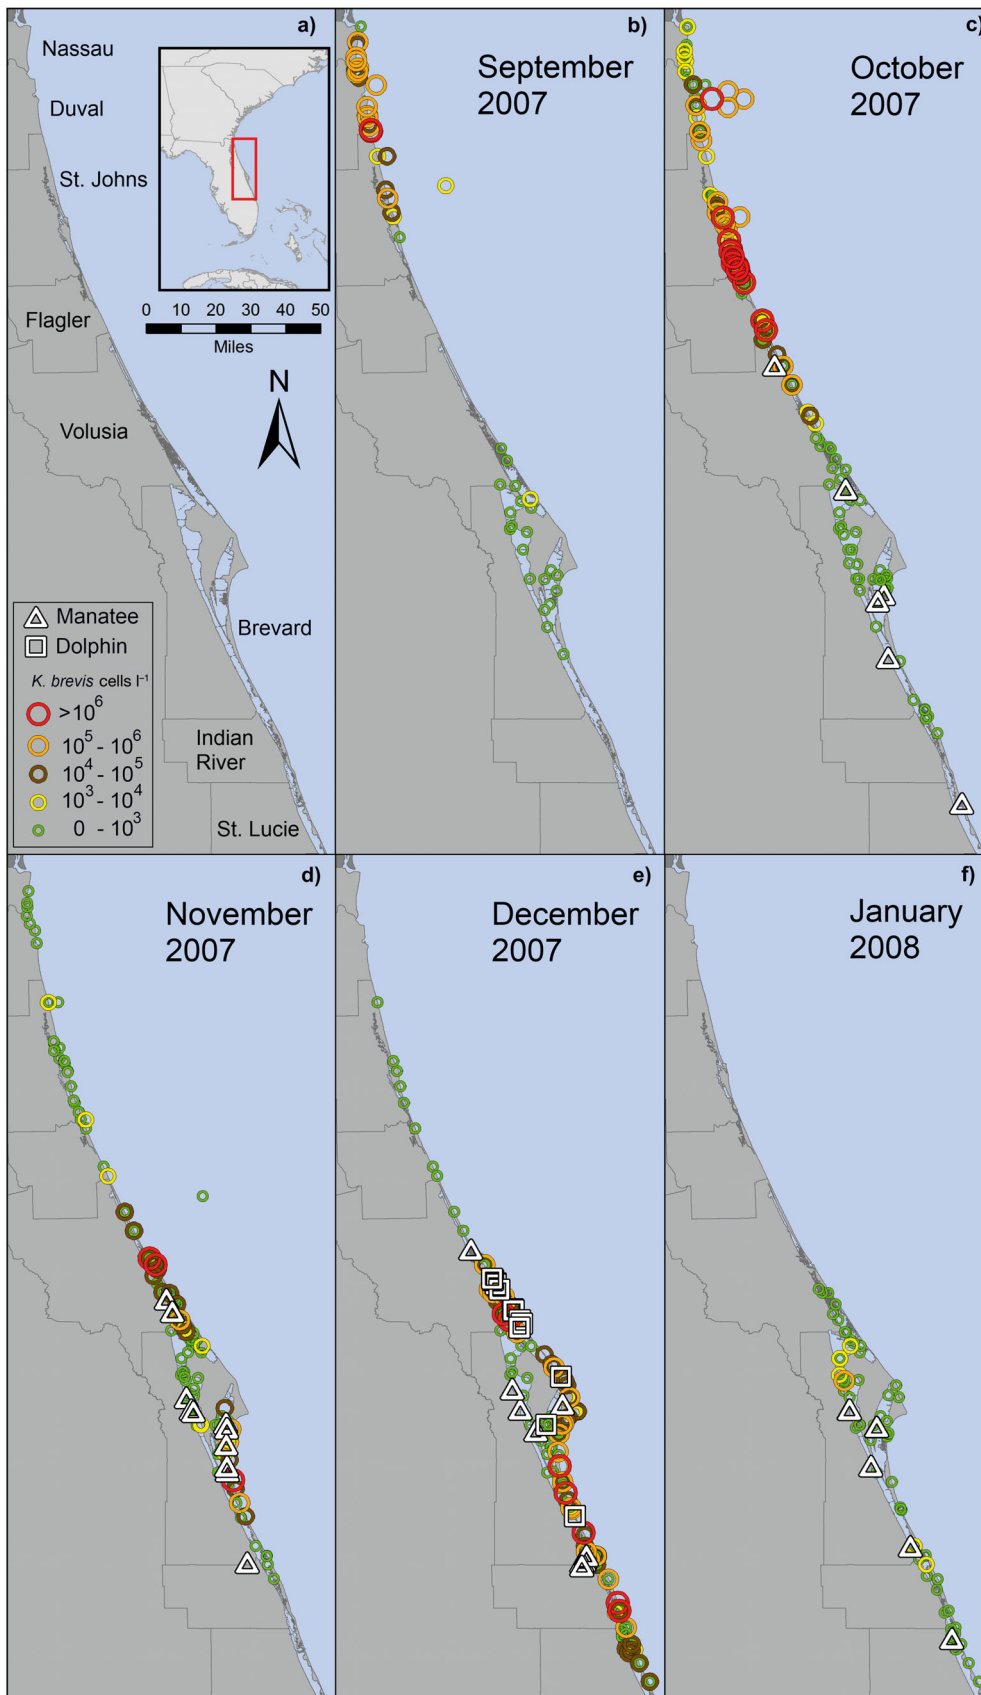 a)
Nassau
Duval
St. Johns
Flagler
0 10 20 30 40 50
Miles
N
Volusia
Brevard
Manatee
Dolphin
K. brevis cells l⁻¹
>10⁶
10⁵ - 10⁶
10⁴ - 10⁵
10³ - 10⁴
0 - 10³
Indian
River
St. Lucie
b)
September
2007
c)
October
2007
d)
November
2007
e)
December
2007
f)
January
2008